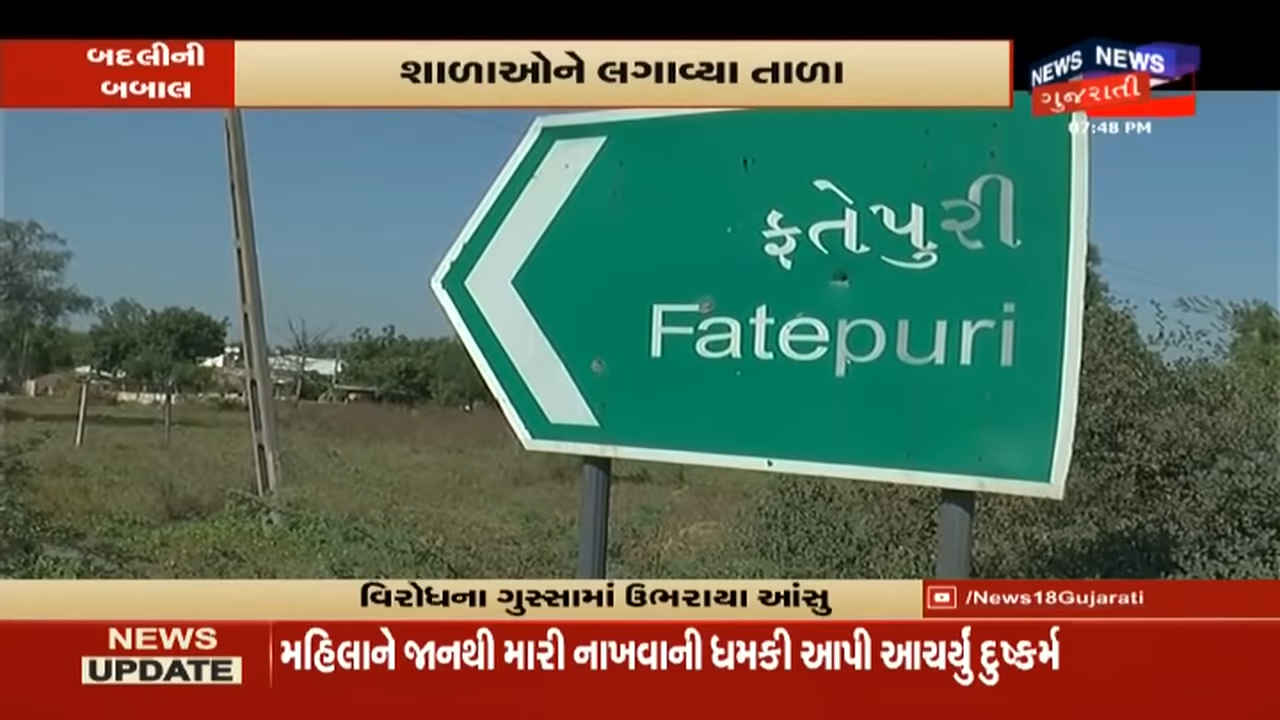 બદલીની
બબાલ
શાળાઓને લગાવ્યા તાળા
NEWS NEWS
ગુજરાતી
07:48 PM
ફતેપુરી
Fatepuri
વિરોધના ગુસ્સામાં ઉભરાયા આંસુ
/News18Gujarati
NEWS
UPDATE
મહિલાને જાનથી મારી નાખવાની ધમકી આપી આચર્યું દુષ્કર્મ